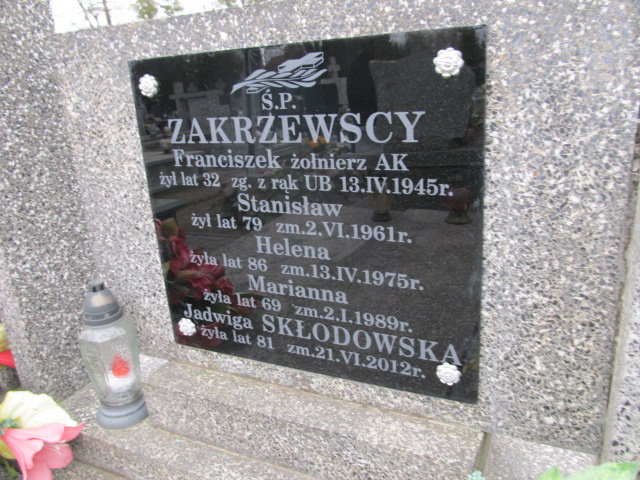 Ś.P.
ZAKRZEWSCY
Franciszek żołnierz AK
żył lat 32 zg. z rąk UB 13.IV.1945r.
Stanisław
żył lat 79 zm.2.VI.1961r.
Helena
żyła lat 86 zm.13.IV.1975r.
Marianna
żyła lat 69 zm.2.I.1989r.
Jadwiga SKŁODOWSKA
żyła lat 81 zm.21.VI.2012r.